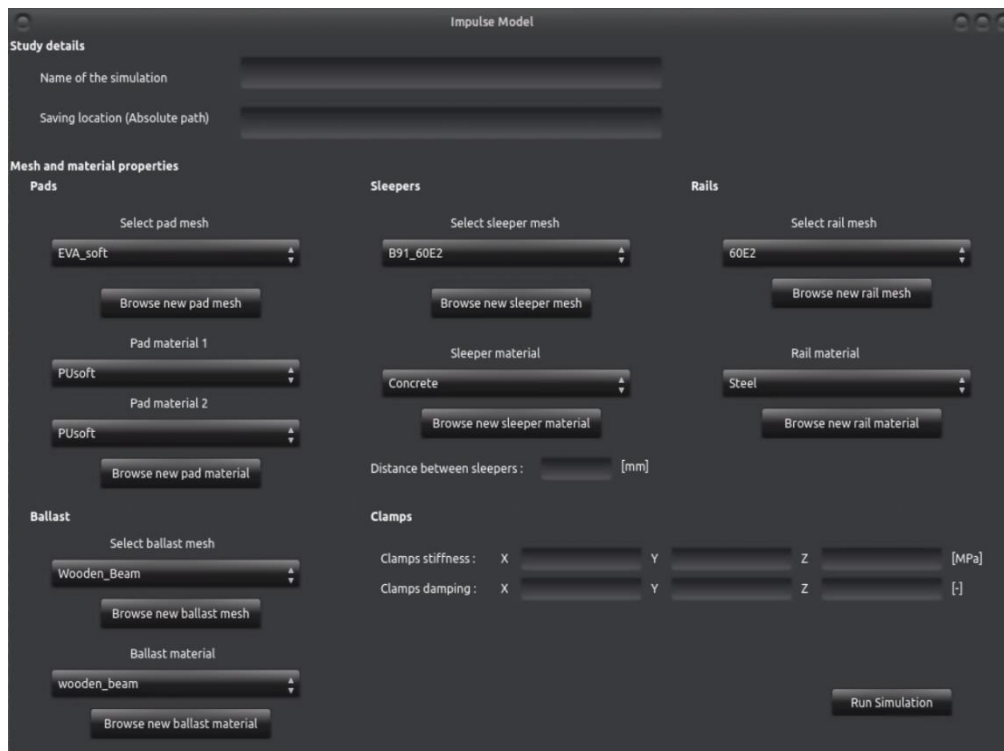 Impulse Model
Study details
Name of the simulation
Saving location (Absolute path)
Mesh and material properties
Pads
Select pad mesh
EVA_soft
Browse new pad mesh
Pad material 1
PUsoft
Pad material 2
PUsoft
Browse new pad material
Sleepers
Select sleeper mesh
B91_60E2
Browse new sleeper mesh
Sleeper material
Concrete
Browse new sleeper material
Distance between sleepers : [mm]
Rails
Select rail mesh
60E2
Browse new rail mesh
Rail material
Steel
Browse new rail material
Ballast
Select ballast mesh
Wooden_Beam
Browse new ballast mesh
Ballast material
wooden_beam
Browse new ballast material
Clamps
Clamps stiffness : X Y Z [MPa]
Clamps damping : X Y Z [-]
Run Simulation